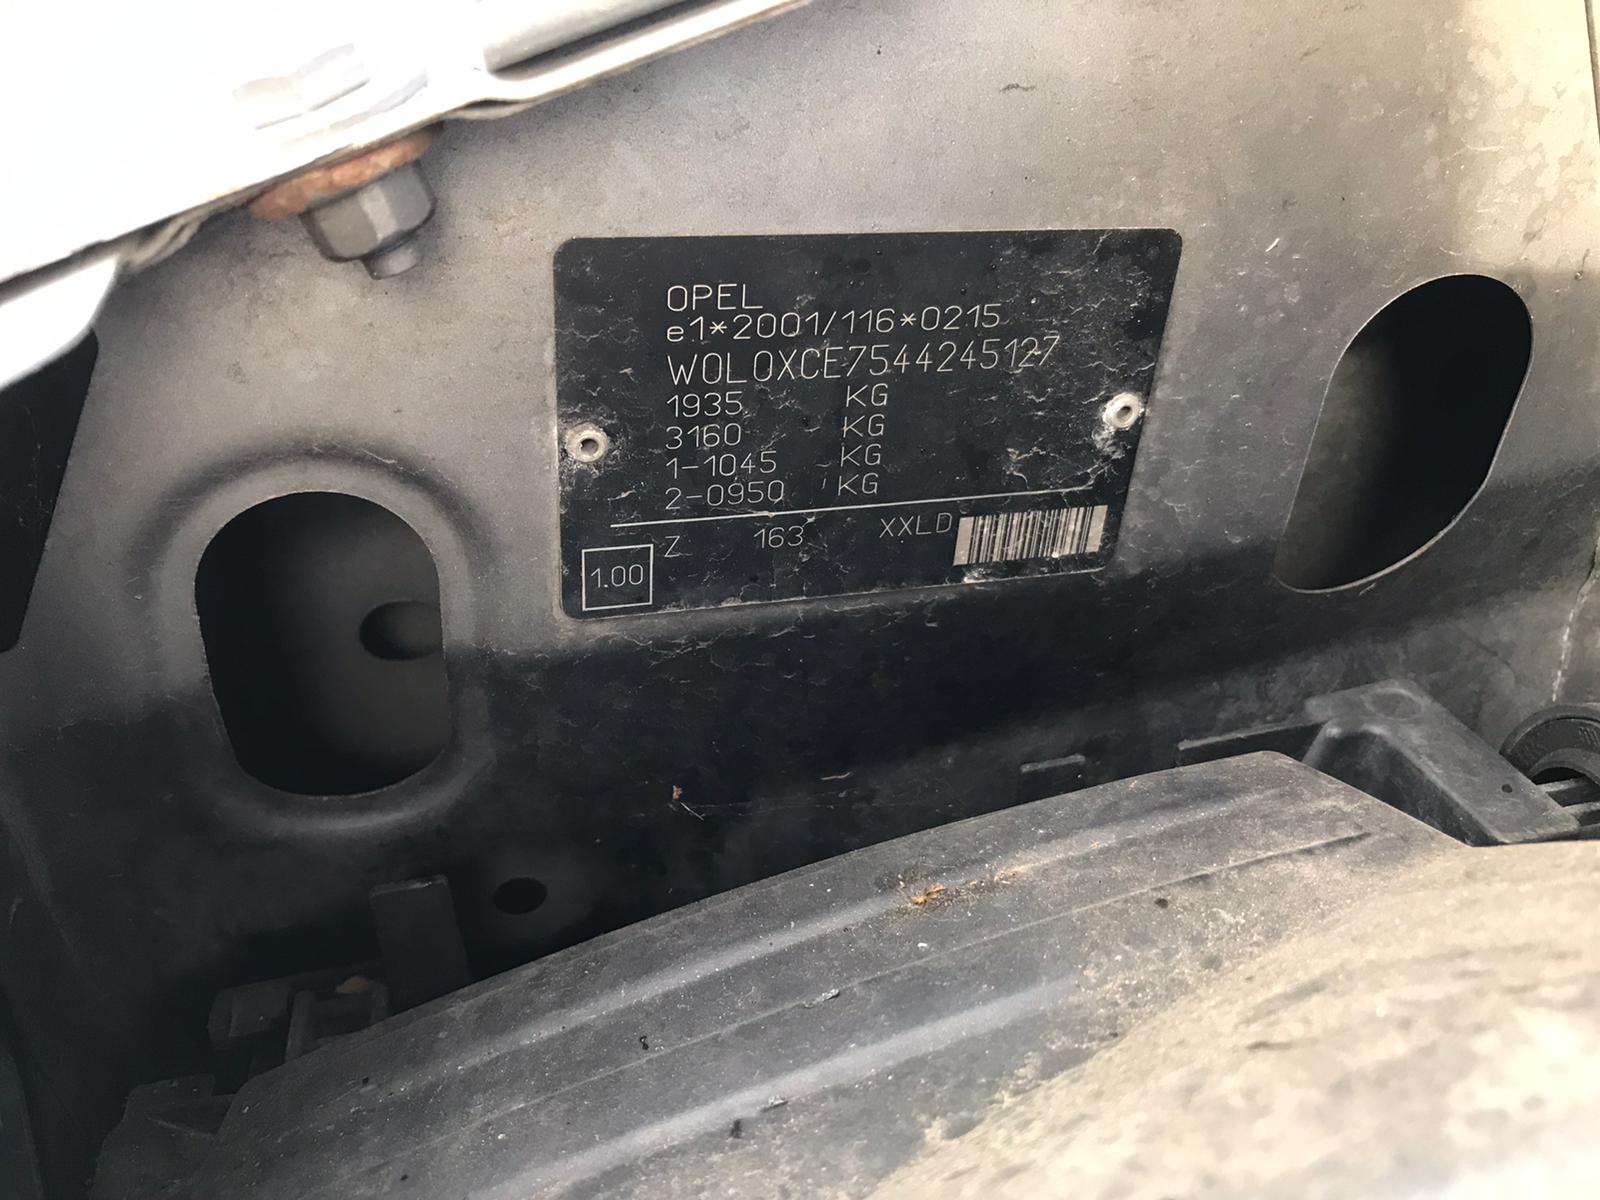 OPEL
e1*2001/116*0215
W0L0XCE7544245127
1935 KG
3160 KG
1-1045 KG
2-0950 KG
Z 163 XXLD
1.00